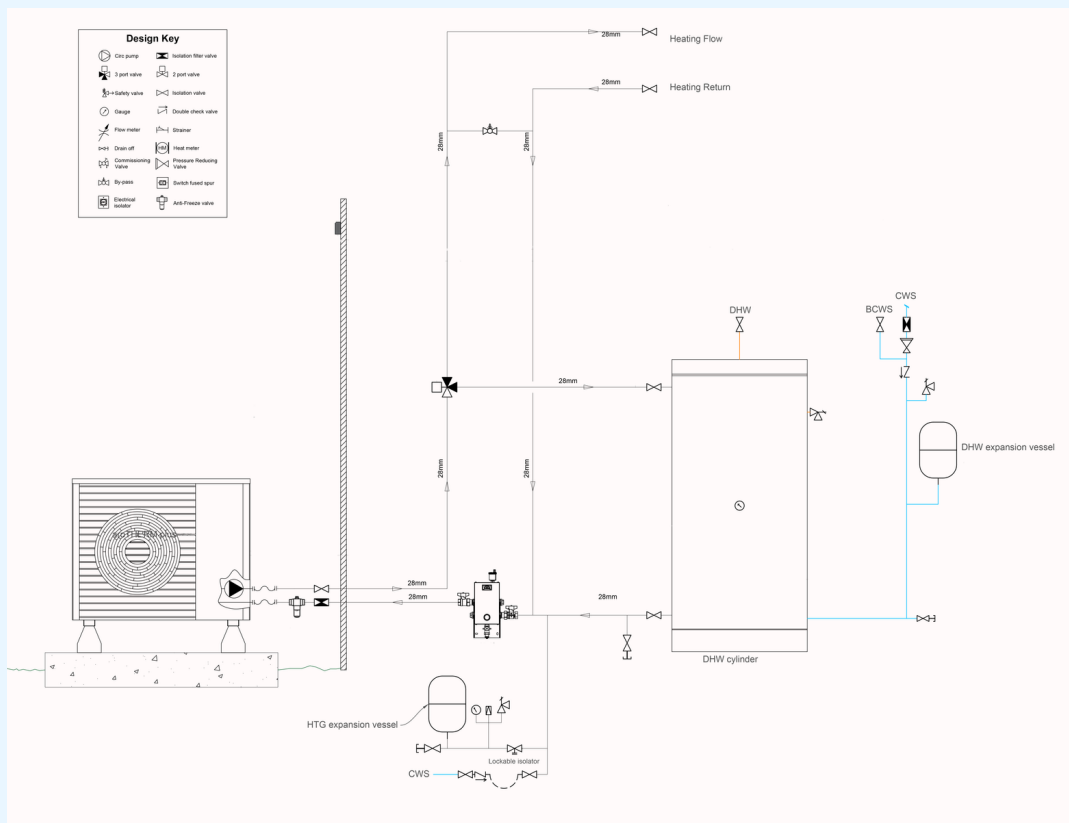 Design Key
Circ pump
Isolation filter valve
3 port valve
2 port valve
Safety valve
Isolation valve
Gauge
Double check valve
Flow meter
Strainer
Drain off
HM
Heat meter
Commissioning
Valve
Pressure Reducing
Valve
By-pass
Switch fused spur
Electrical
isolator
Anti-Freeze valve
28mm
Heating Flow
28mm
Heating Return
28mm
28mm
CWS
BCWS
DHW
28mm
DHW expansion vessel
28mm
28mm
28mm
28mm
28mm
DHW cylinder
HTG expansion vessel
Lockable isolator
CWS